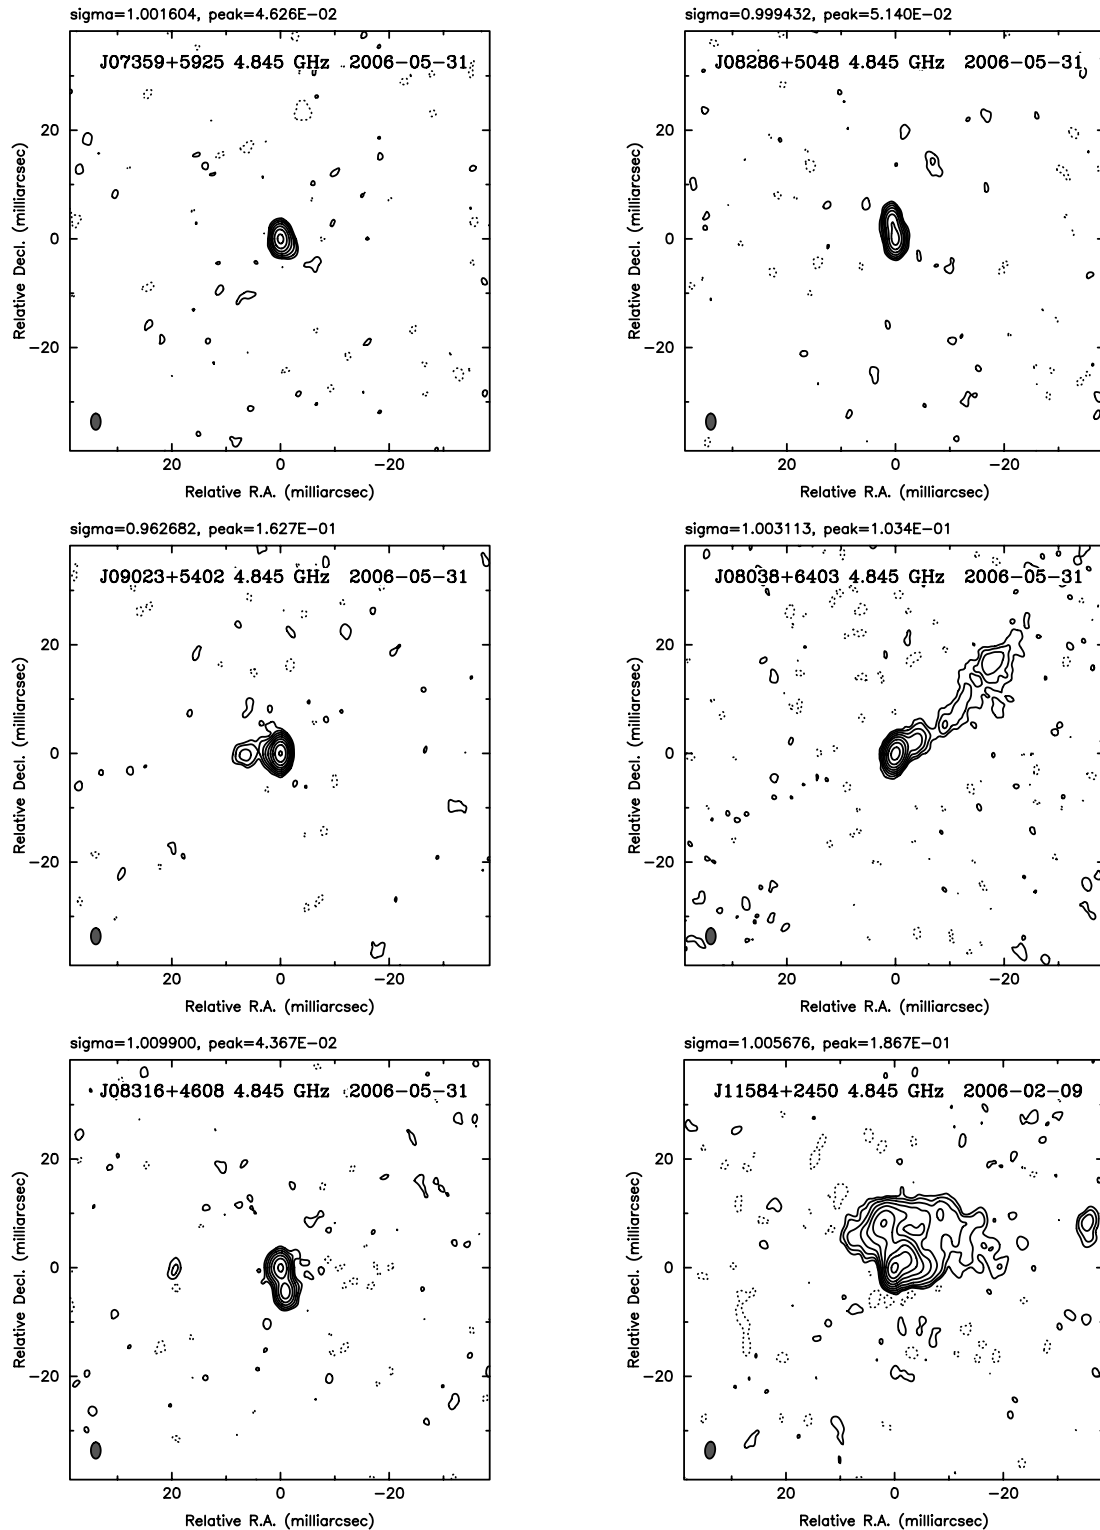 sigma=1.001604, peak=4.626E−02
J07359+5925 4.845 GHz 2006−05−31
Relative Decl. (milliarcsec)
20
0
−20
20 0 −20
Relative R.A. (milliarcsec)
sigma=0.999432, peak=5.140E−02
J08286+5048 4.845 GHz 2006−05−31
Relative Decl. (milliarcsec)
20
0
−20
20 0 −20
Relative R.A. (milliarcsec)
sigma=0.962682, peak=1.627E−01
J09023+5402 4.845 GHz 2006−05−31
Relative Decl. (milliarcsec)
20
0
−20
20 0 −20
Relative R.A. (milliarcsec)
sigma=1.003113, peak=1.034E−01
J08038+6403 4.845 GHz 2006−05−31
Relative Decl. (milliarcsec)
20
0
−20
20 0 −20
Relative R.A. (milliarcsec)
sigma=1.009900, peak=4.367E−02
J08316+4608 4.845 GHz 2006−05−31
Relative Decl. (milliarcsec)
20
0
−20
20 0 −20
Relative R.A. (milliarcsec)
sigma=1.005676, peak=1.867E−01
J11584+2450 4.845 GHz 2006−02−09
Relative Decl. (milliarcsec)
20
0
−20
20 0 −20
Relative R.A. (milliarcsec)